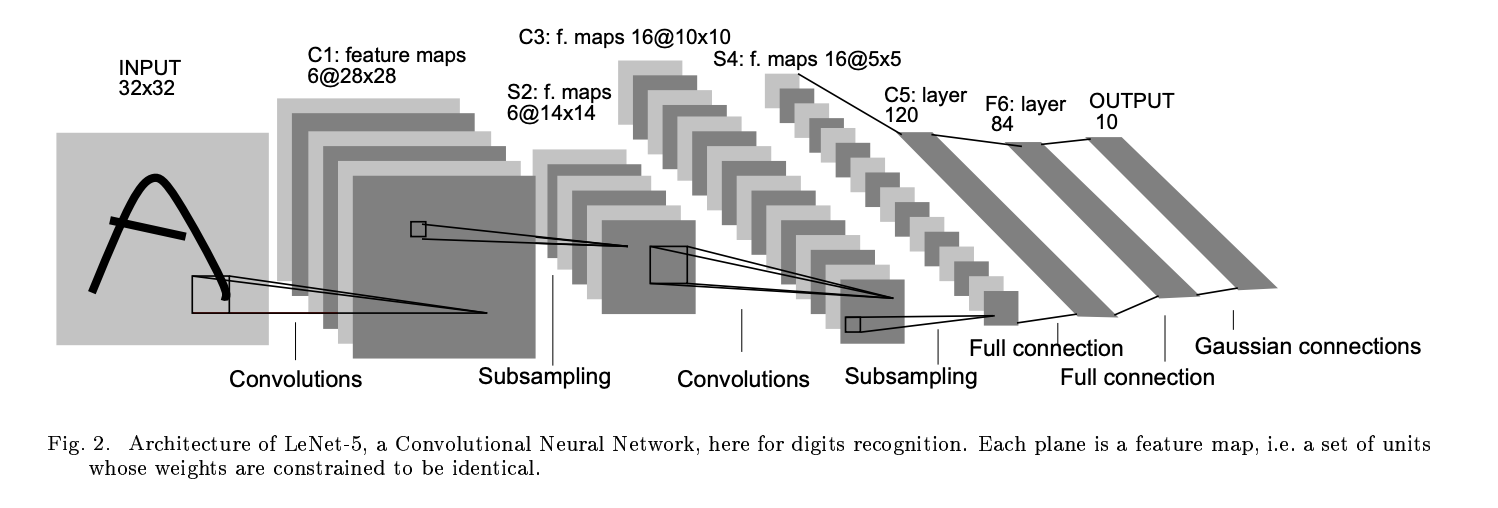 INPUT
32x32
C1: feature maps
6@28x28
S2: f. maps
6@14x14
C3: f. maps 16@10x10
S4: f. maps 16@5x5
C5: layer
120
F6: layer
84
OUTPUT
10
Convolutions
Subsampling
Convolutions
Subsampling
Full connection
Full connection
Gaussian connections
Fig. 2. Architecture of LeNet-5, a Convolutional Neural Network, here for digits recognition. Each plane is a feature map, i.e. a set of units
whose weights are constrained to be identical.